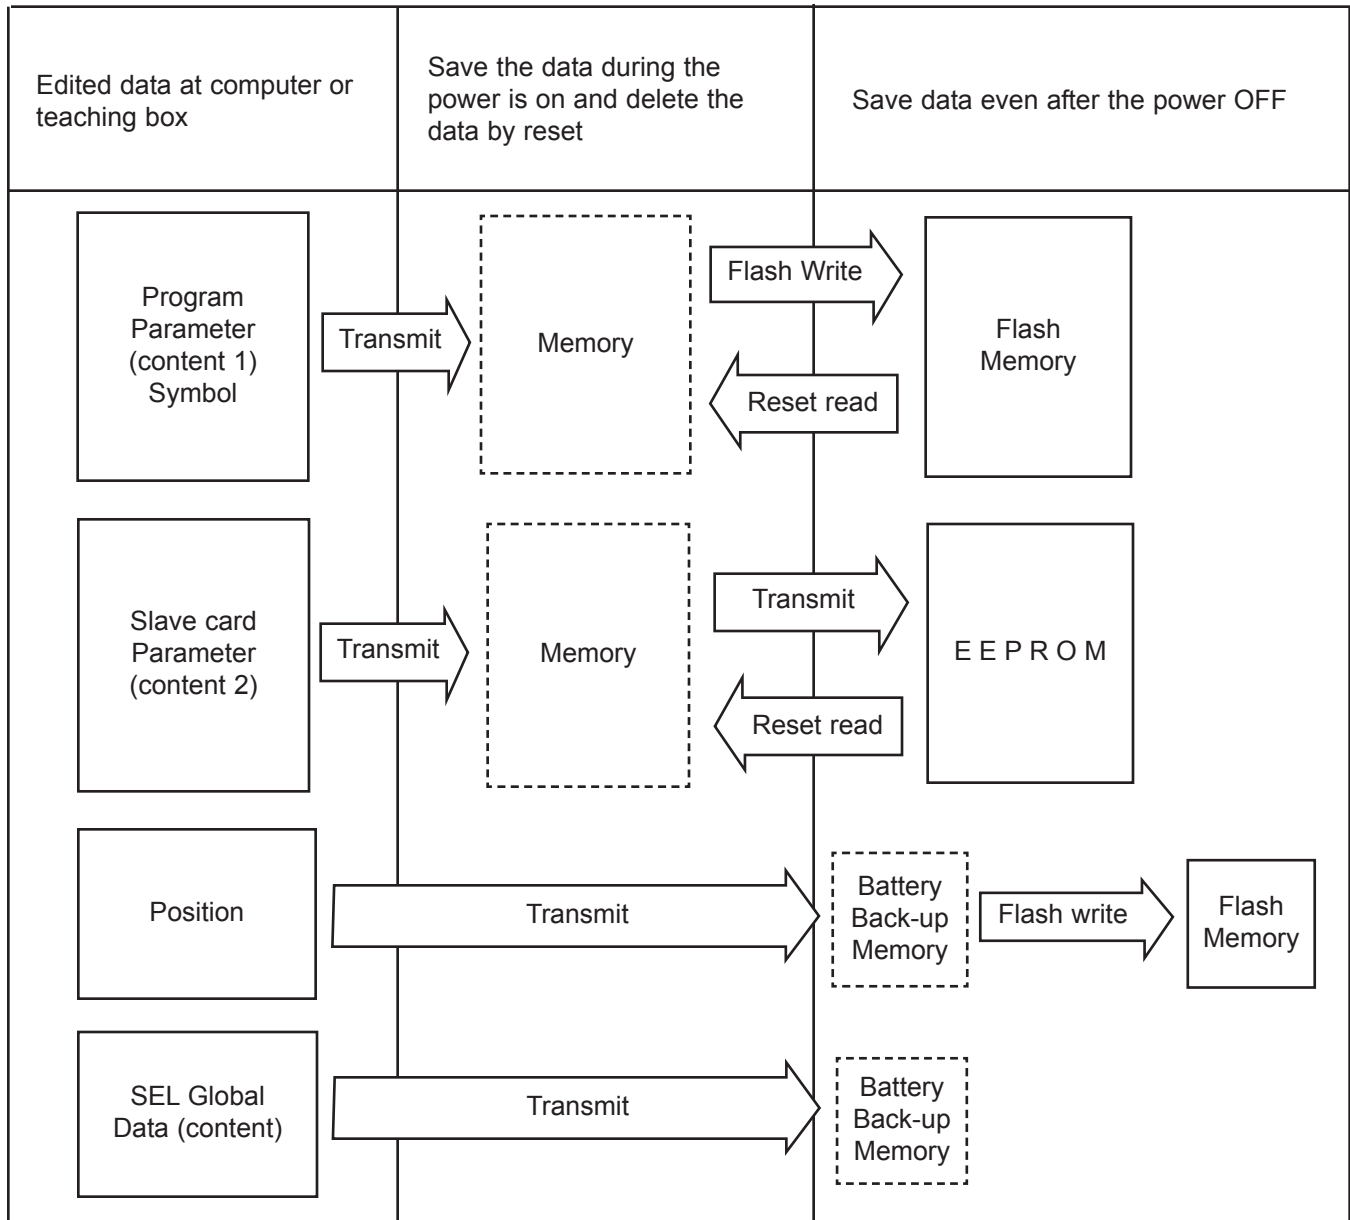 Edited data at computer or
teaching box
Save the data during the
power is on and delete the
data by reset
Save data even after the power OFF
Program
Parameter
(content 1)
Symbol
Transmit
Memory
Flash Write
Reset read
Flash
Memory
Slave card
Parameter
(content 2)
Transmit
Memory
Transmit
Reset read
E E P R O M
Position
Transmit
Battery
Back-up
Memory
Flash write
Flash
Memory
SEL Global
Data (content)
Transmit
Battery
Back-up
Memory